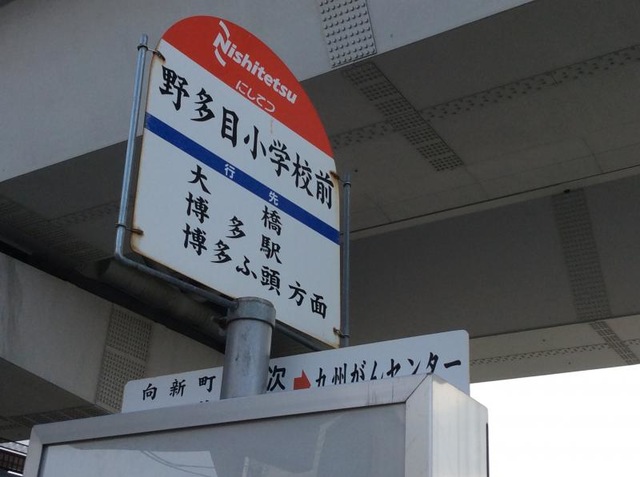 Nishitetsu
にしてつ
野多目小学校前
行先
大橋
博多駅
博多ふ頭 方面
向新町 次 → 九州がんセンター